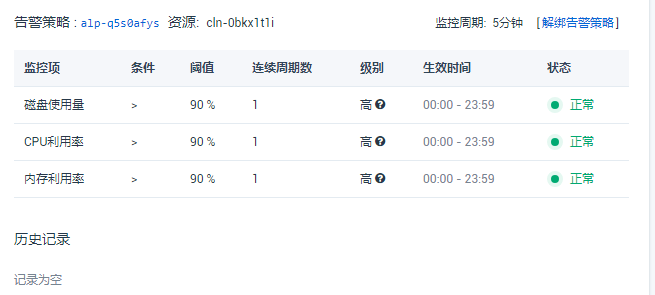 告警策略 : alp-q5s0afys 资源: cln-0bkx1t1i 监控周期: 5分钟 [解绑告警策略]
监控项 条件 阈值 连续周期数 级别 生效时间 状态
磁盘使用量 > 90 % 1 高 ? 00:00 - 23:59 正常
CPU利用率 > 90 % 1 高 ? 00:00 - 23:59 正常
内存利用率 > 90 % 1 高 ? 00:00 - 23:59 正常
历史记录
记录为空